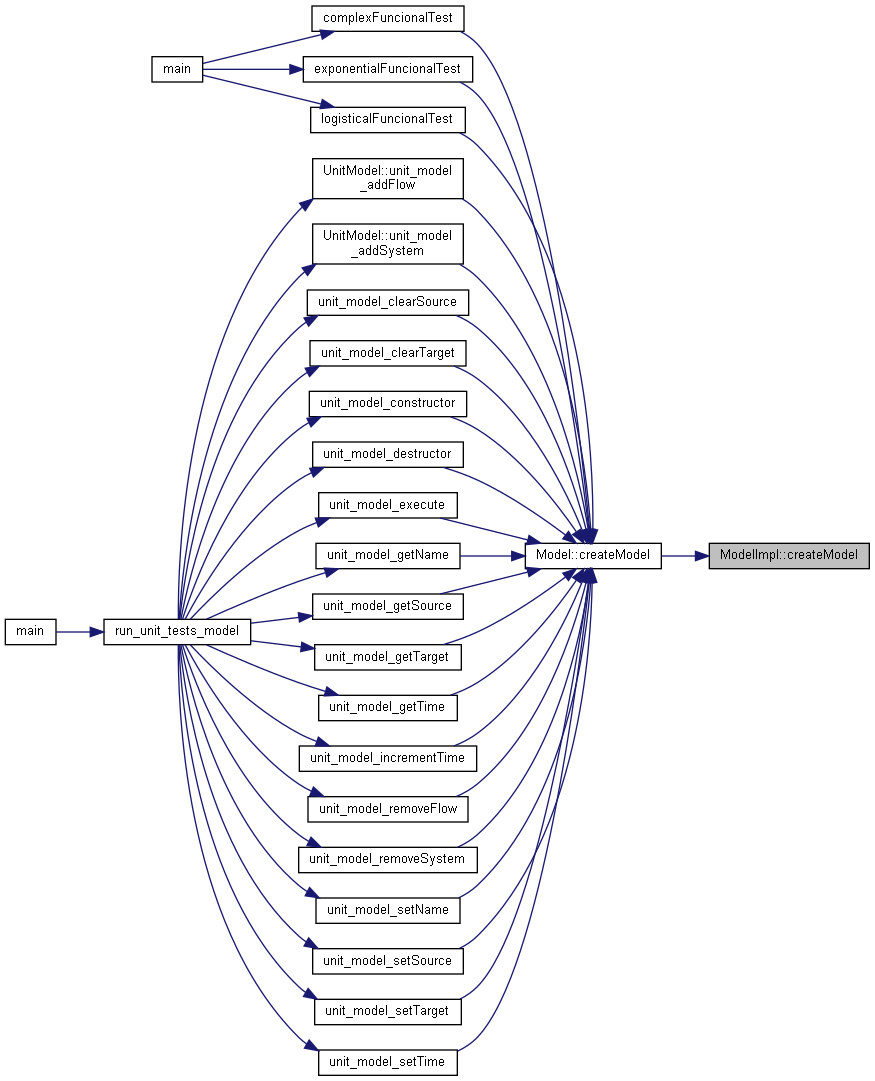 complexFuncionalTest
main
exponentialFuncionalTest
logisticalFuncionalTest
UnitModel::unit_model
_addFlow
UnitModel::unit_model
_addSystem
unit_model_clearSource
unit_model_clearTarget
unit_model_constructor
unit_model_destructor
unit_model_execute
unit_model_getName
Model::createModel
ModelImpl::createModel
unit_model_getSource
main
run_unit_tests_model
unit_model_getTarget
unit_model_getTime
unit_model_incrementTime
unit_model_removeFlow
unit_model_removeSystem
unit_model_setName
unit_model_setSource
unit_model_setTarget
unit_model_setTime